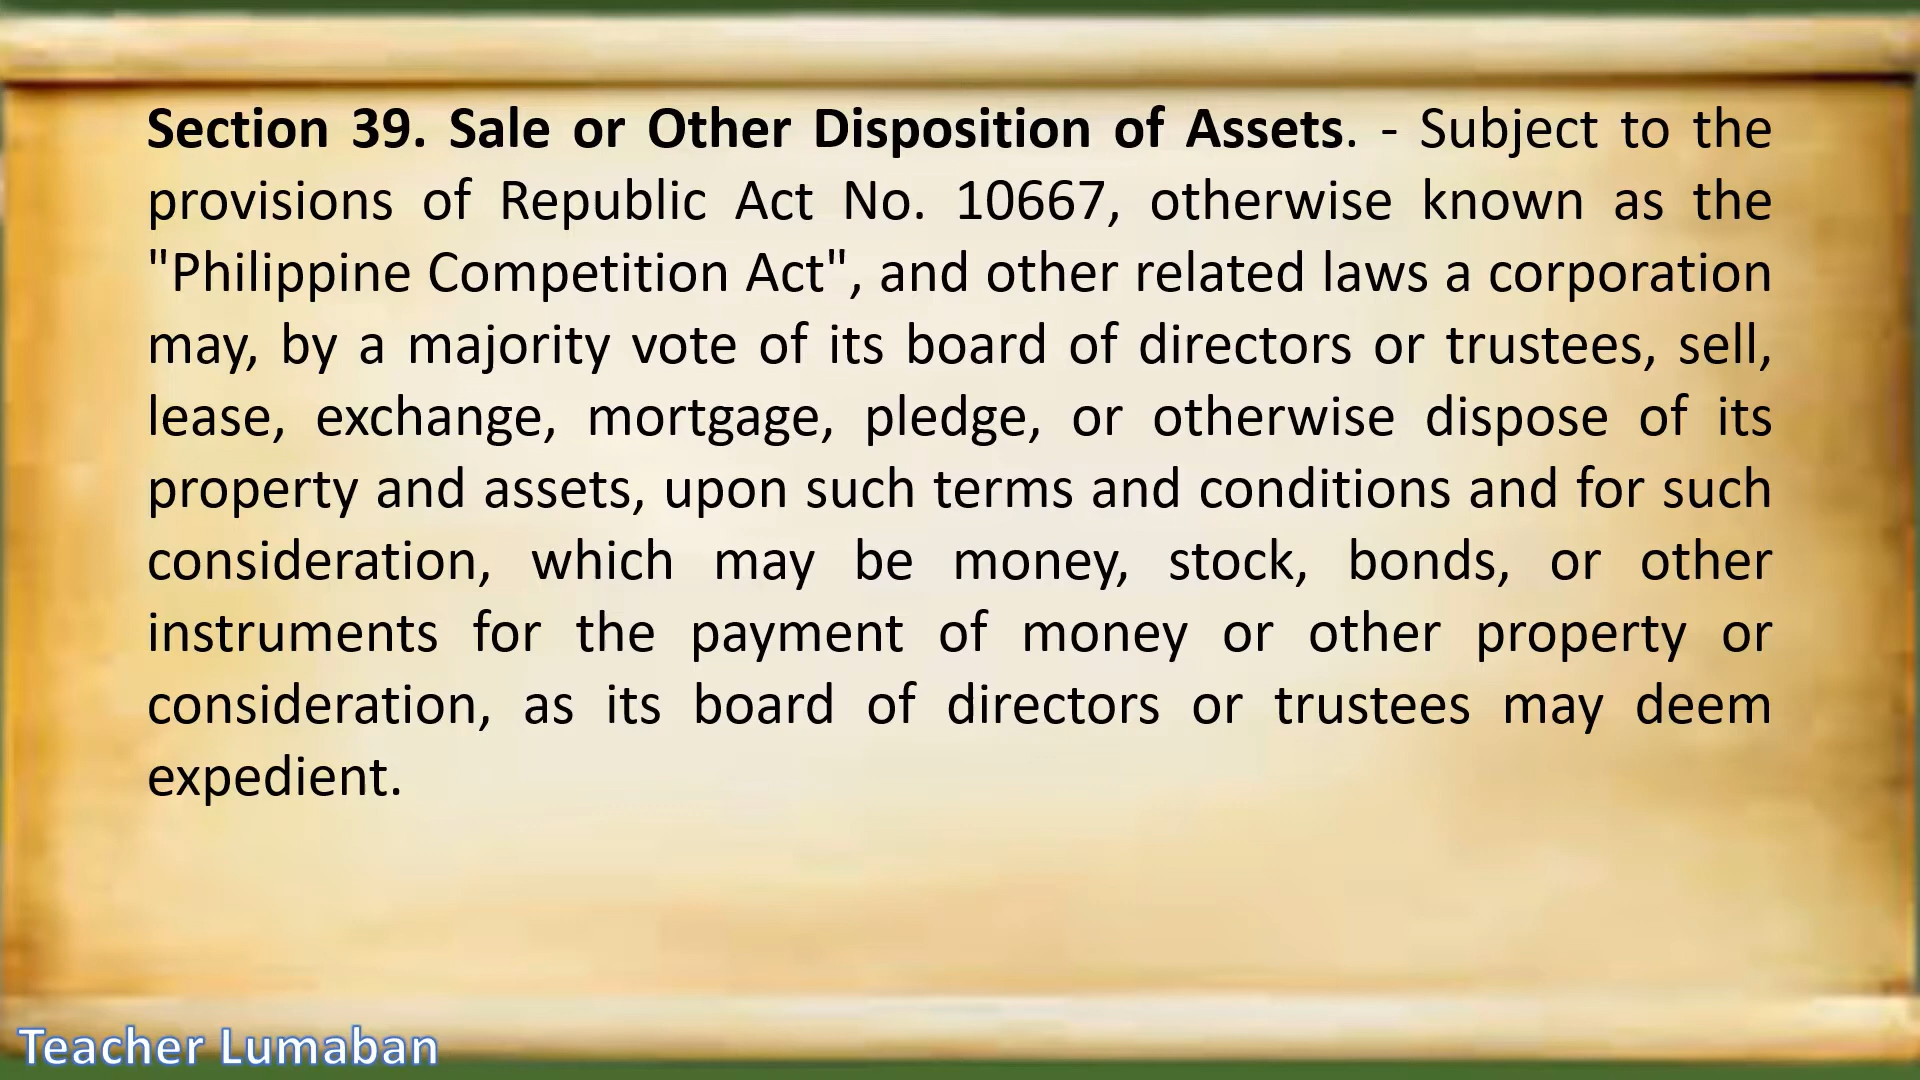 Section 39. Sale or Other Disposition of Assets. - Subject to the
provisions of Republic Act No. 10667, otherwise known as the
"Philippine Competition Act", and other related laws a corporation
may, by a majority vote of its board of directors or trustees, sell,
lease, exchange, mortgage, pledge, or otherwise dispose of its
property and assets, upon such terms and conditions and for such
consideration, which may be money, stock, bonds, or other
instruments for the payment of money or other property or
consideration, as its board of directors or trustees may deem
expedient.
Teacher Lumaban